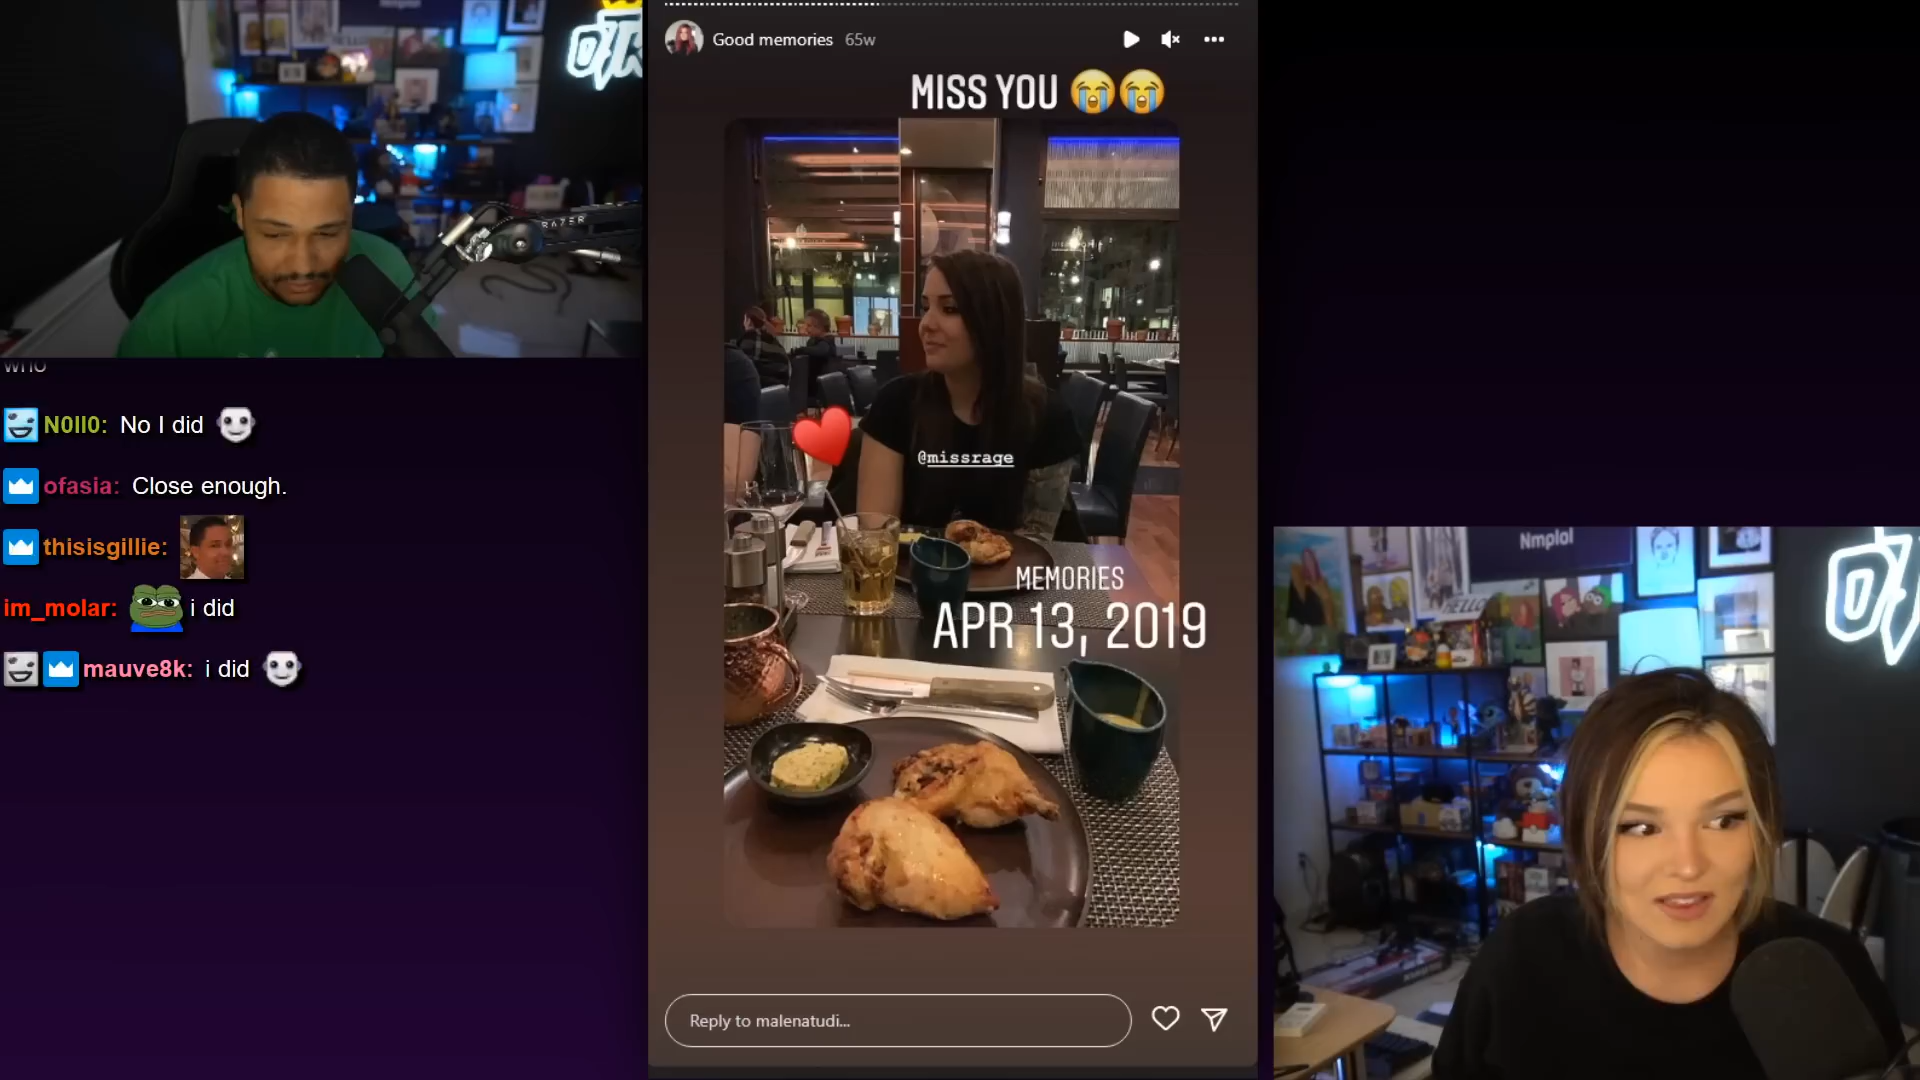 Good memories 65w
MISS YOU 😭😭
@missrage
MEMORIES
APR 13, 2019
Reply to malenatudi...
RAZER
who
N0ll0: No I did
ofasia: Close enough.
thisisgillie:
im_molar: i did
mauve8k: i did
Nmplol